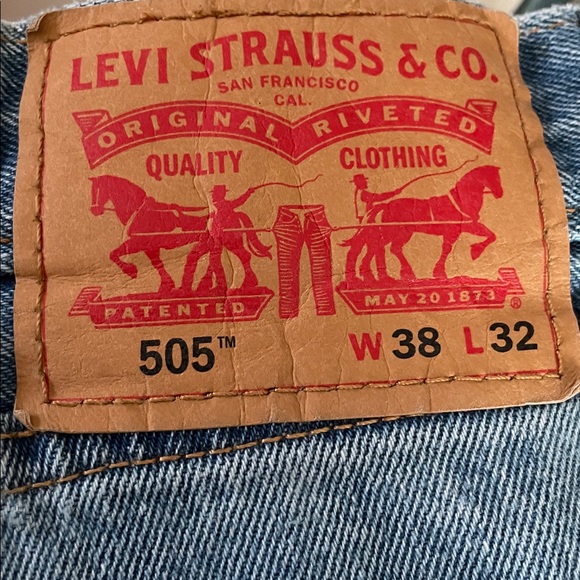 LEVI STRAUSS & CO.
SAN FRANCISCO
CAL.
ORIGINAL RIVETED
QUALITY CLOTHING
PATENTED MAY 20 1873 ®
505™ W 38 L 32